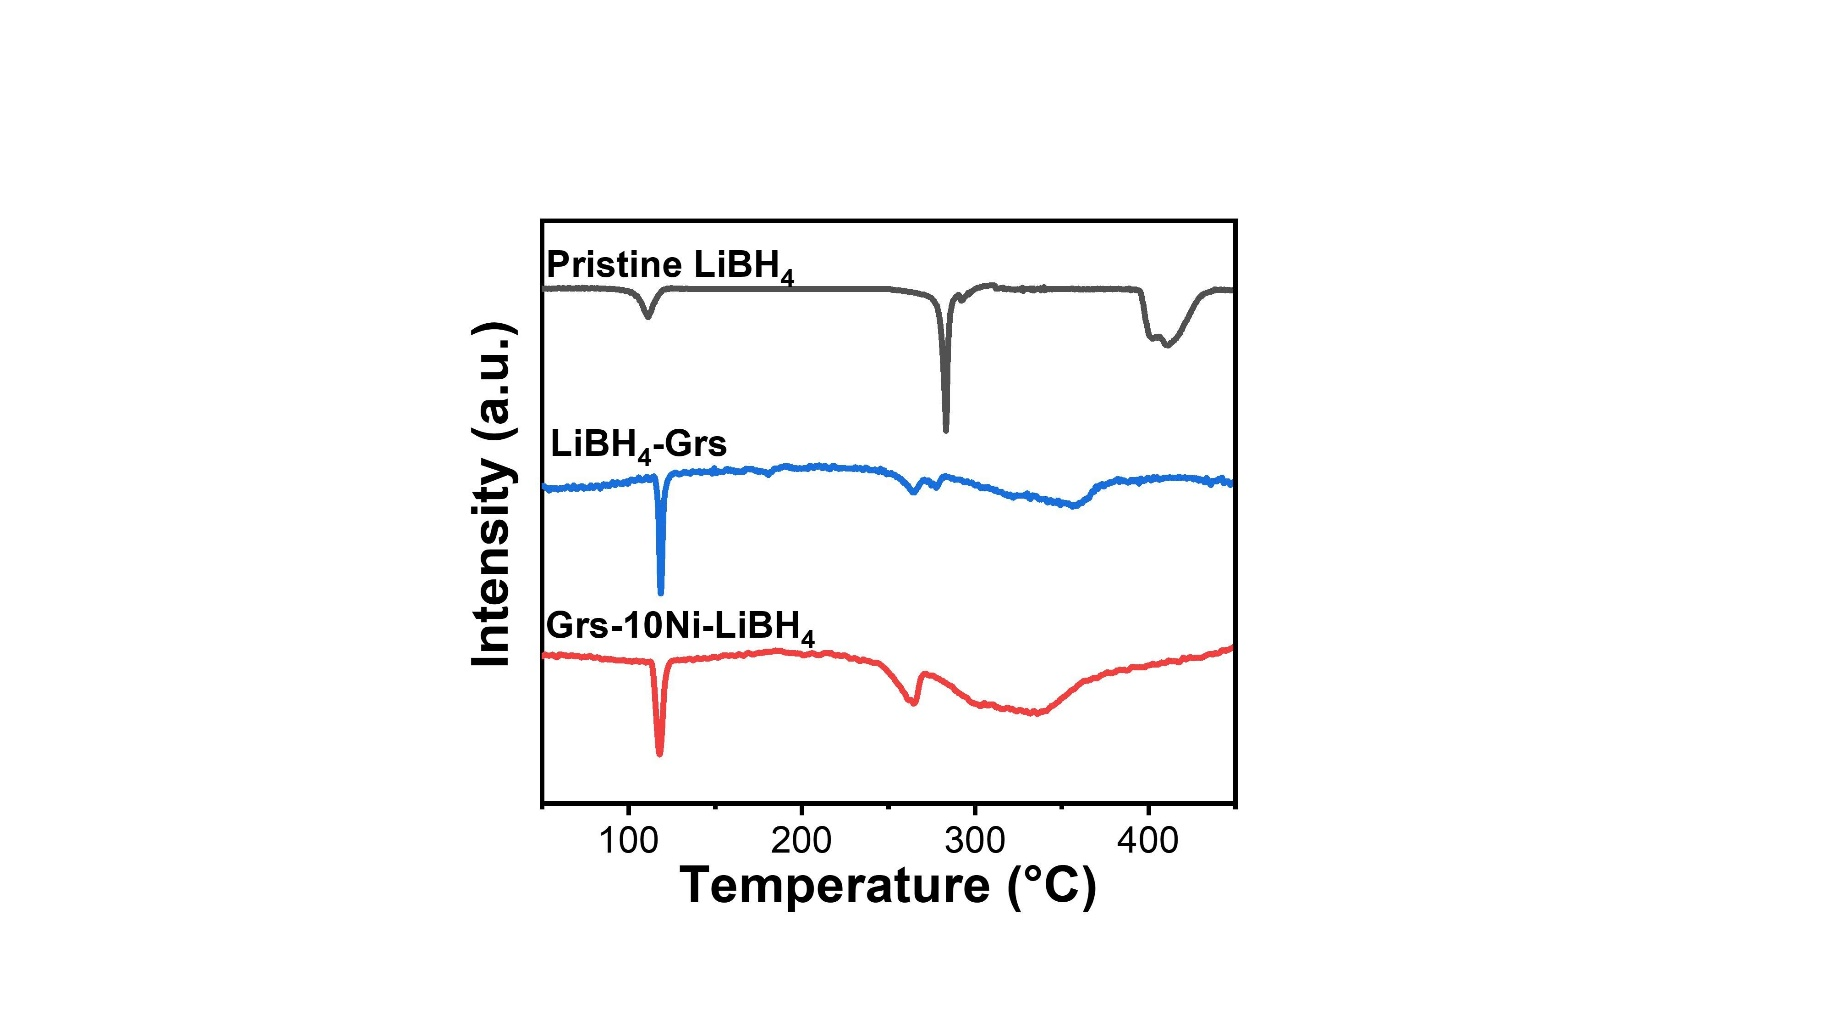 Pristine LiBH4
LiBH4-Grs
Grs-10Ni-LiBH4
Intensity (a.u.)
100 200 300 400
Temperature (°C)